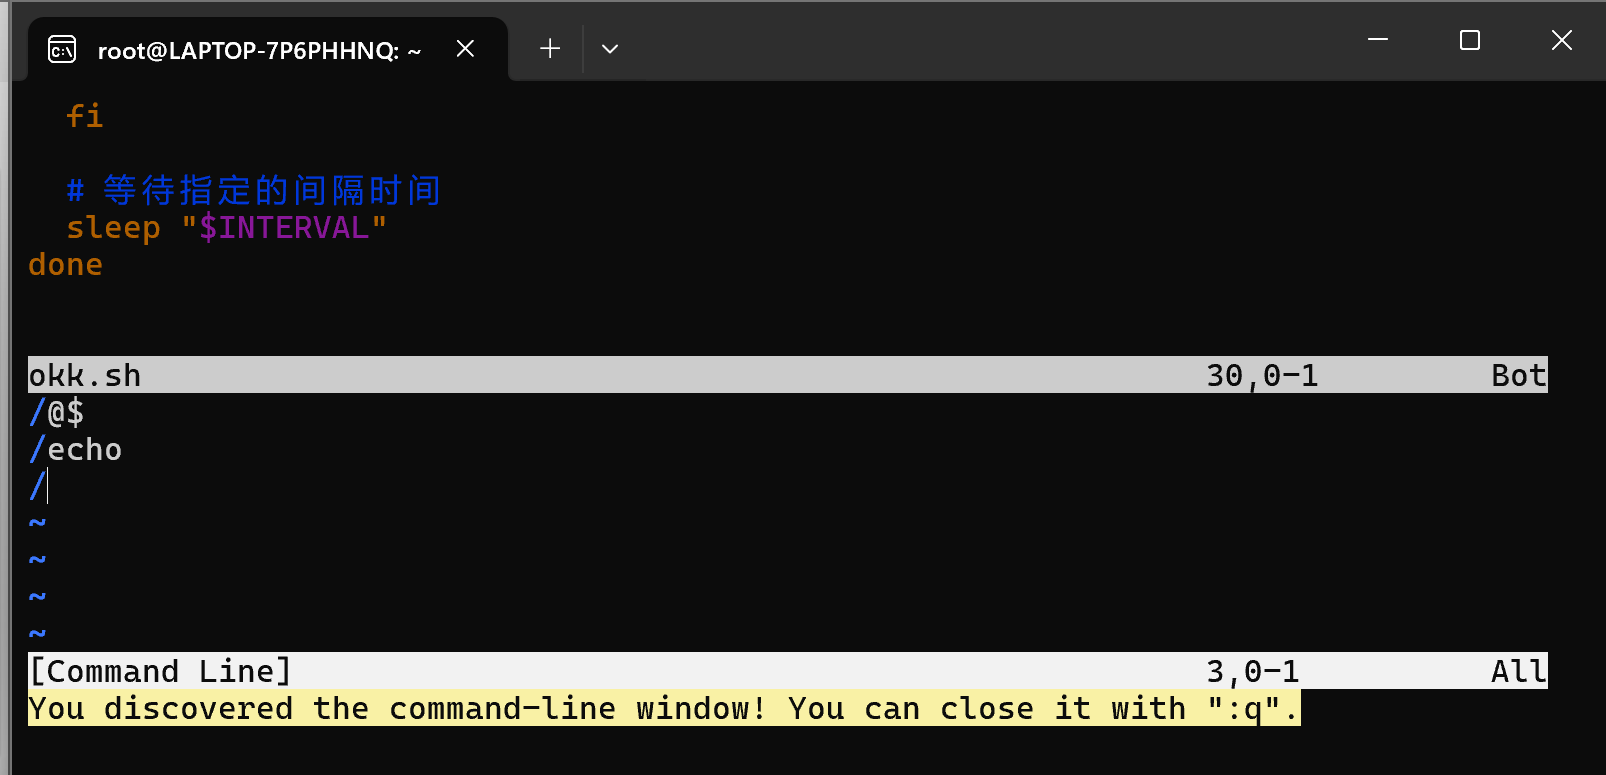 root@LAPTOP-7P6PHHNQ: ~
fi
# 等待指定的间隔时间
sleep "$INTERVAL"
done
okk.sh 30,0-1 Bot
/@$
/echo
/
~
~
~
~
[Command Line] 3,0-1 All
You discovered the command-line window! You can close it with ":q".